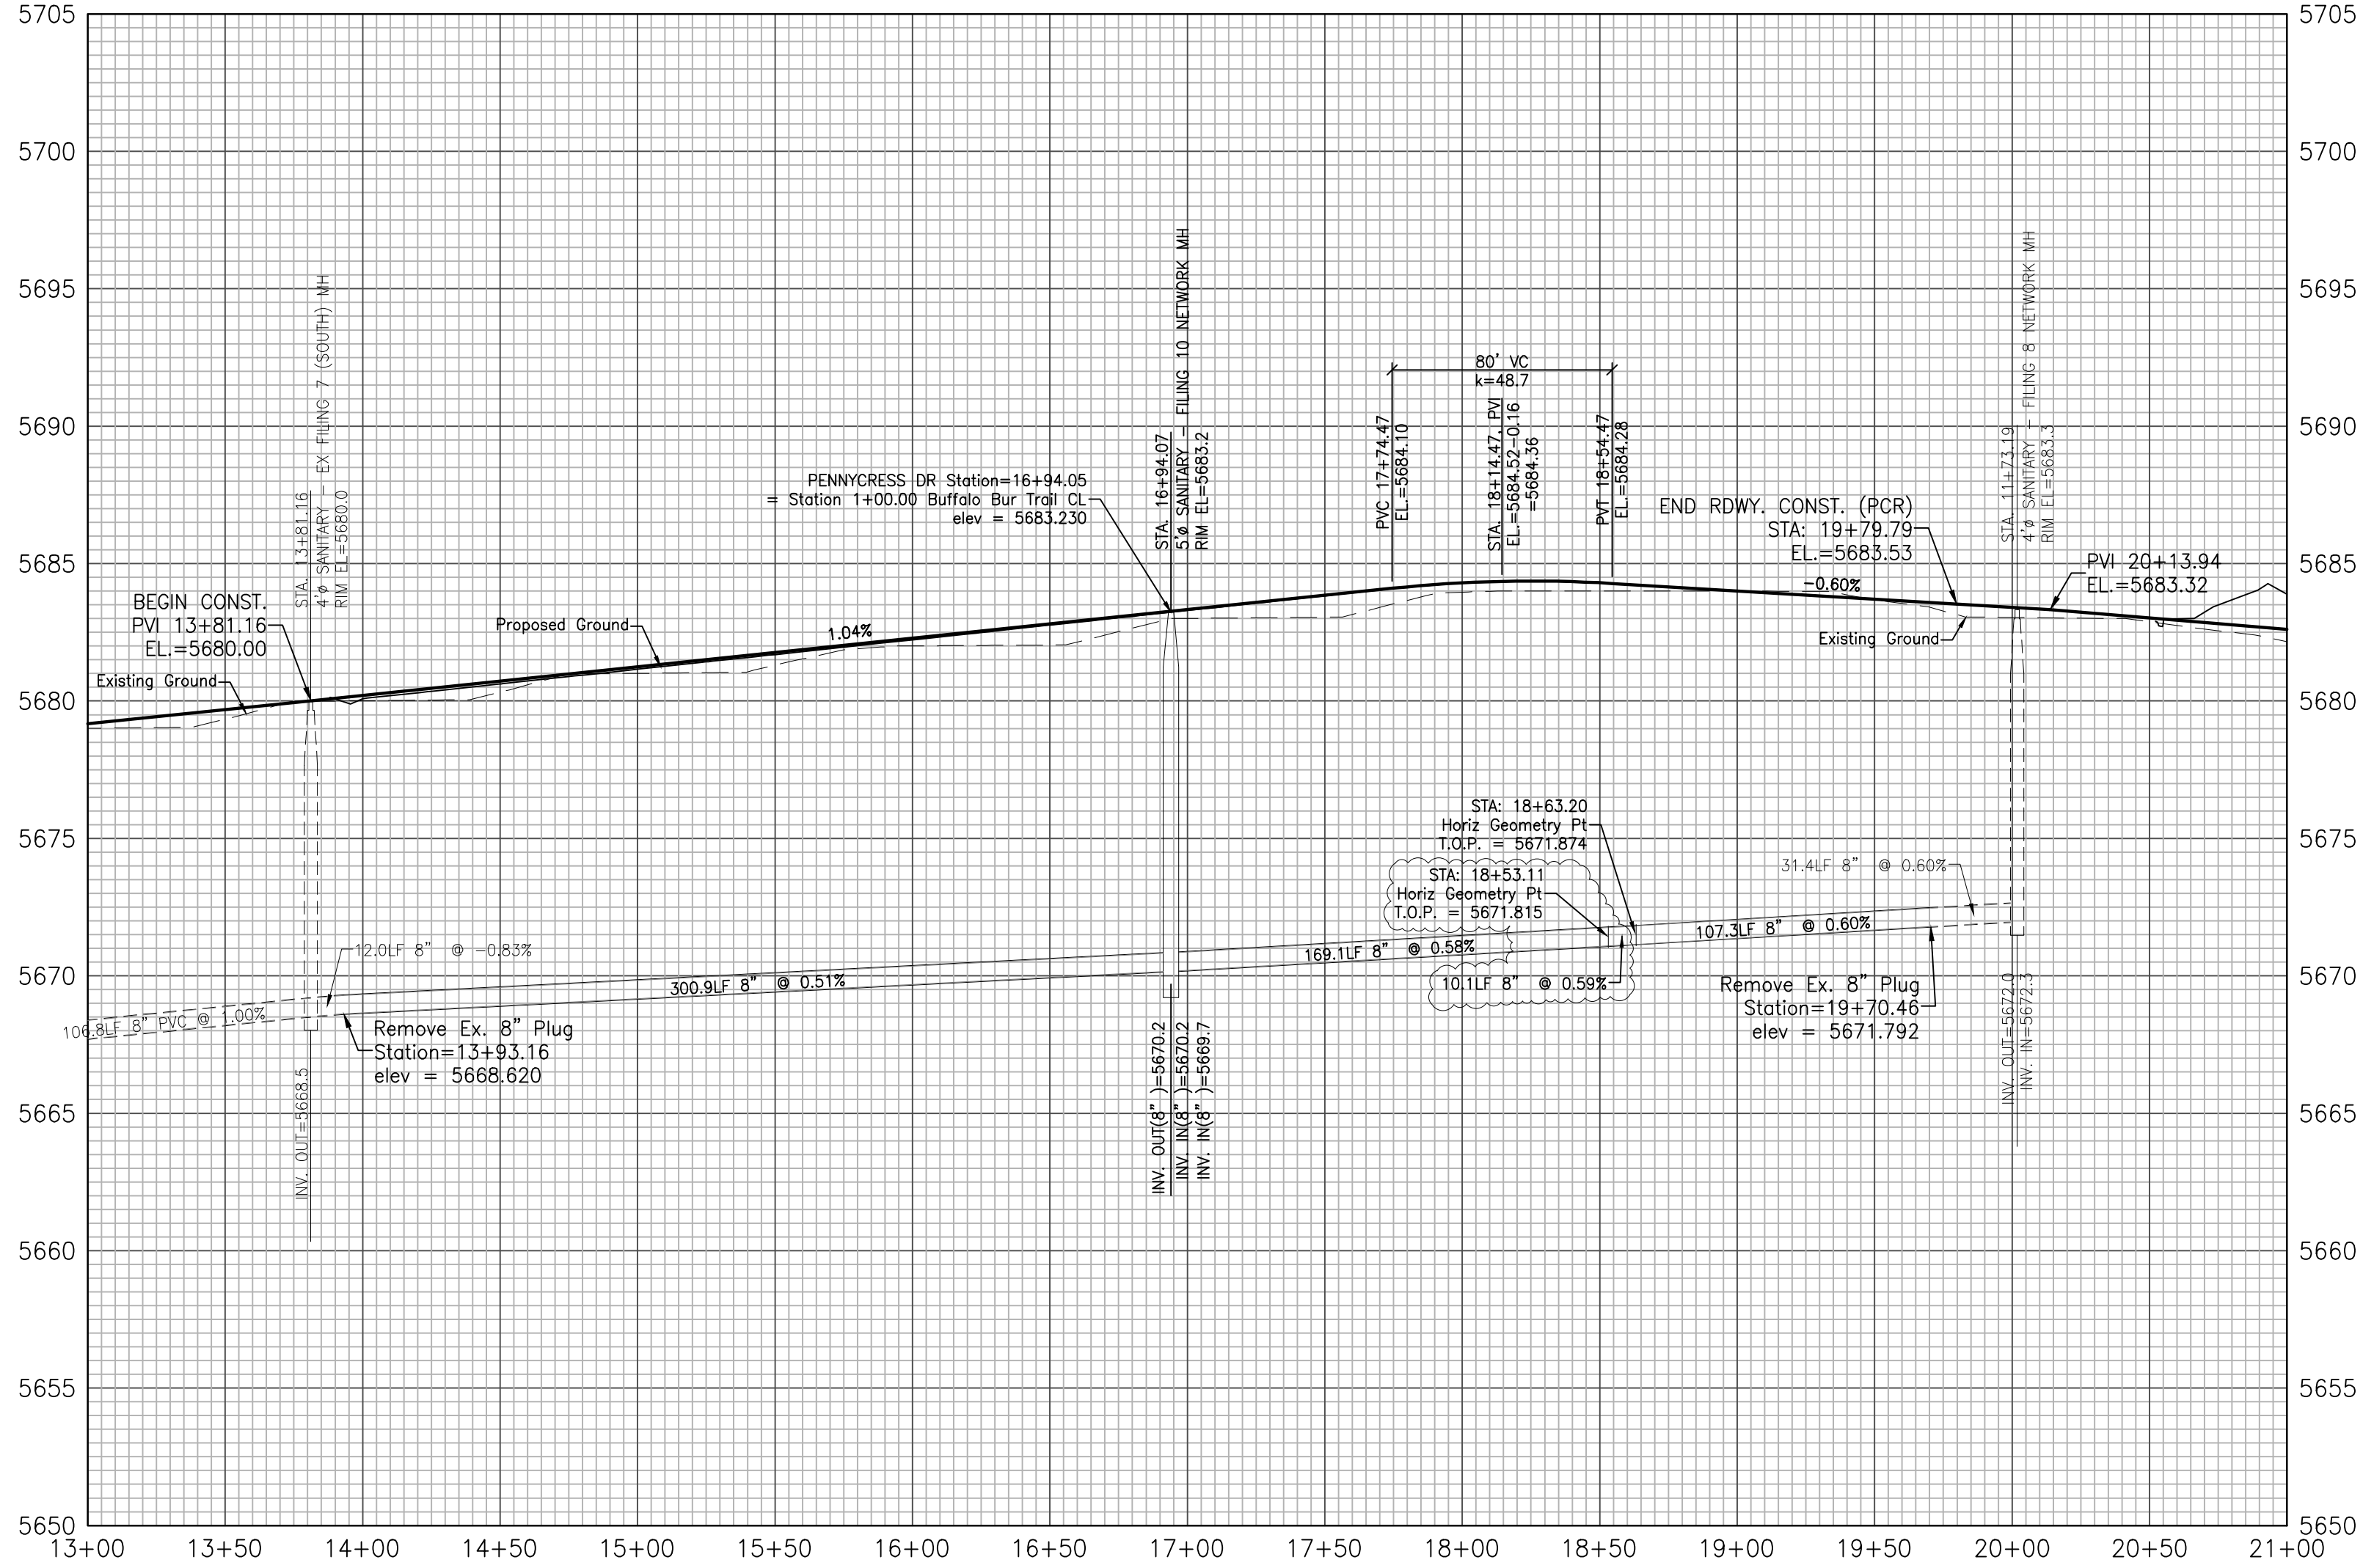 5705
5705
5700
5700
5695
5695
5690
5690
5685
5685
5680
5680
5675
5675
5670
5670
5665
5665
5660
5660
5655
5655
5650
5650
STA. 13+81.16
4'ø SANITARY - EX FILING 7 (SOUTH) MH
RIM EL=5680.0
BEGIN CONST.
PVI 13+81.16
EL.=5680.00
Existing Ground
Proposed Ground
1.04%
PENNYCRESS DR Station=16+94.05
= Station 1+00.00 Buffalo Bur Trail CL
elev = 5683.230
STA. 16+94.07
5'ø SANITARY - FILING 10 NETWORK MH
RIM EL=5683.2
80' VC
k=48.7
PVC 17+74.47
EL.=5684.10
STA. 18+14.47, PVI
EL.=5684.52-0.16
=5684.36
PVT 18+54.47
EL.=5684.28
END RDWY. CONST. (PCR)
STA: 19+79.79
EL.=5683.53
-0.60%
Existing Ground
STA. 11+73.19
4'ø SANITARY - FILING 8 NETWORK MH
RIM EL=5683.3
PVI 20+13.94
EL.=5683.32
STA: 18+63.20
Horiz Geometry Pt
T.O.P. = 5671.874
STA: 18+53.11
Horiz Geometry Pt
T.O.P. = 5671.815
31.4LF 8" @ 0.60%
107.3LF 8" @ 0.60%
169.1LF 8" @ 0.58%
10.1LF 8" @ 0.59%
12.0LF 8" @ -0.83%
300.9LF 8" @ 0.51%
106.8LF 8" PVC @ 1.00%
Remove Ex. 8" Plug
Station=13+93.16
elev = 5668.620
Remove Ex. 8" Plug
Station=19+70.46
elev = 5671.792
INV. OUT=5668.5
INV. OUT(8" )=5670.2
INV. IN(8" )=5670.2
INV. IN(8" )=5669.7
INV. OUT=5672.0
INV. IN=5672.3
13+00 13+50 14+00 14+50 15+00 15+50 16+00 16+50 17+00 17+50 18+00 18+50 19+00 19+50 20+00 20+50 21+00